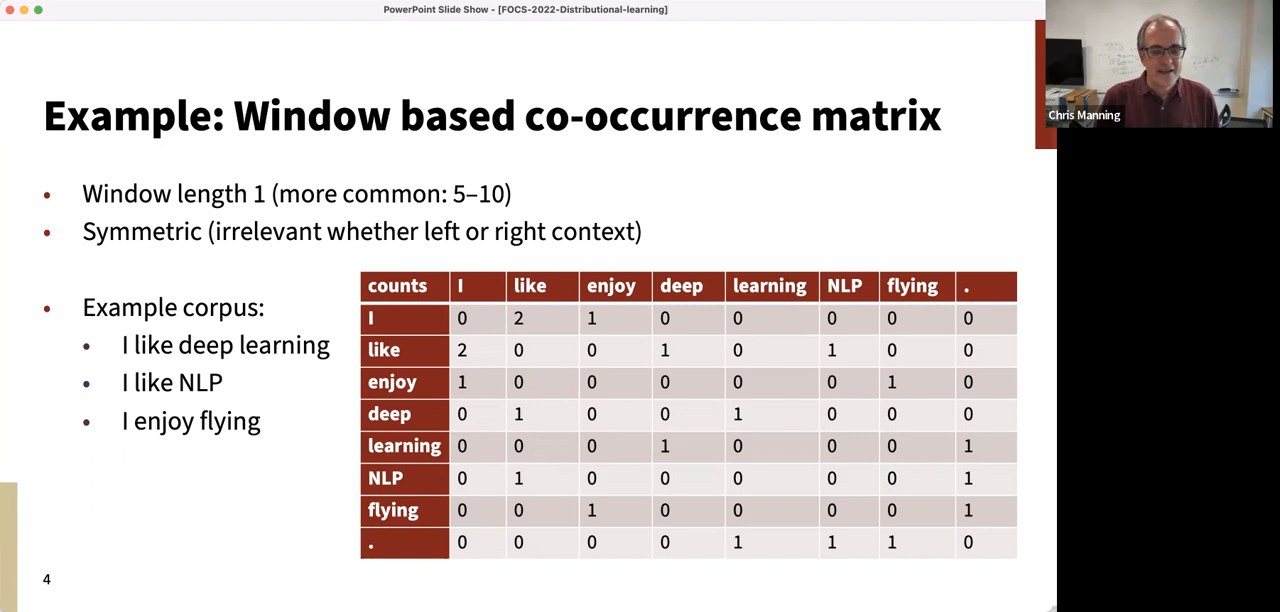 PowerPoint Slide Show - [FOCS-2022-Distributional-learning]
Chris Manning
Example: Window based co-occurrence matrix
• Window length 1 (more common: 5–10)
• Symmetric (irrelevant whether left or right context)
• Example corpus:
• I like deep learning
• I like NLP
• I enjoy flying
counts I like enjoy deep learning NLP flying .
I 0 2 1 0 0 0 0 0
like 2 0 0 1 0 1 0 0
enjoy 1 0 0 0 0 0 1 0
deep 0 1 0 0 1 0 0 0
learning 0 0 0 1 0 0 0 1
NLP 0 1 0 0 0 0 0 1
flying 0 0 1 0 0 0 0 1
. 0 0 0 0 1 1 1 0
4